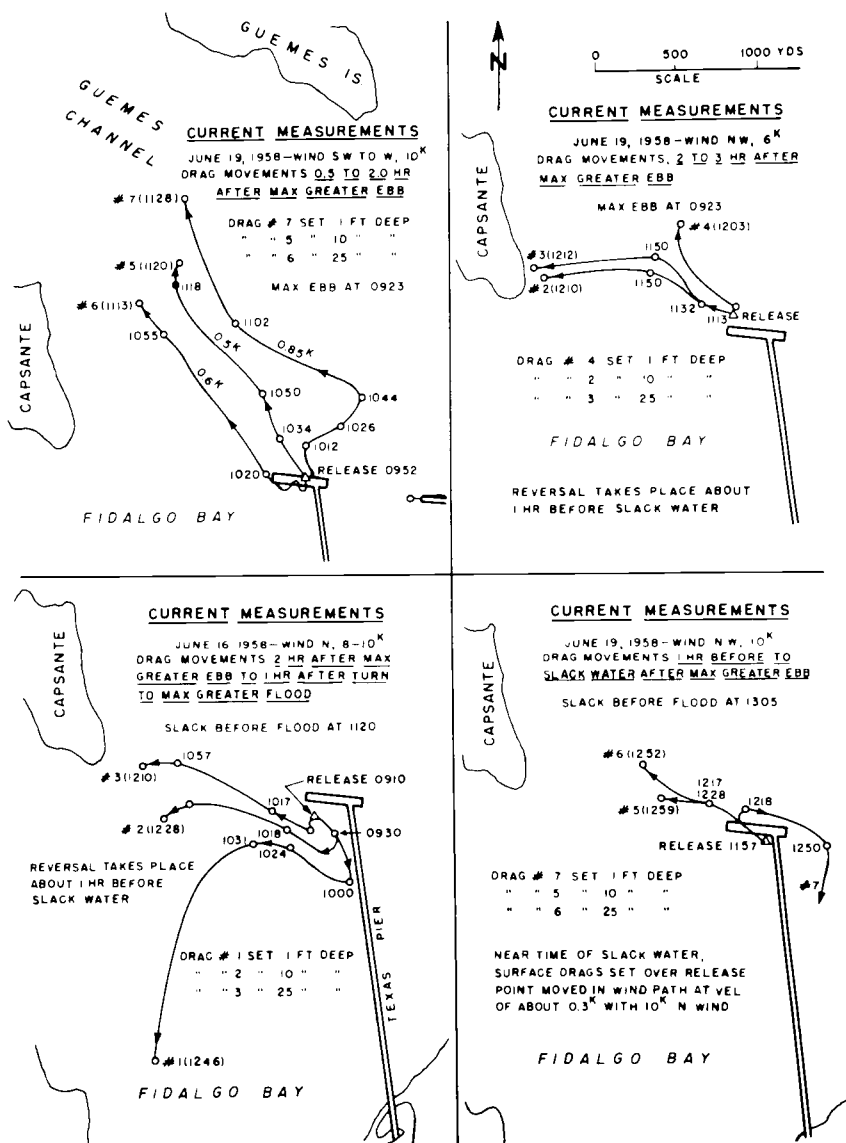 GUEMES IS
GUEMES
CHANNEL
CURRENT MEASUREMENTS
JUNE 19, 1958-WIND SW TO W, 10K
DRAG MOVEMENTS 0.5 TO 2.0 HR
AFTER MAX GREATER EBB
#7(1128)
DRAG # 7 SET 1 FT DEEP
" " 5 " 10 " "
" " 6 " 25 " "
#5(1120)
1118
MAX EBB AT 0923
#6(1113)
1055
1102
0.6K
0.5K
0.85K
CAPSANTE
1050
1044
1034
1026
1012
1020
RELEASE 0952
FIDALGO BAY
N
0 500 1000 YDS
SCALE
CURRENT MEASUREMENTS
JUNE 19, 1958-WIND NW, 6K
DRAG MOVEMENTS, 2 TO 3 HR AFTER
MAX GREATER EBB
MAX EBB AT 0923
CAPSANTE
#4(1203)
#3(1212)
1150
#2(1210)
1150
1132
1113
RELEASE
DRAG # 4 SET 1 FT DEEP
" " 2 " 10 " "
" " 3 " 25 " "
FIDALGO BAY
REVERSAL TAKES PLACE ABOUT
1 HR BEFORE SLACK WATER
CURRENT MEASUREMENTS
JUNE 16 1958-WIND N, 8-10K
DRAG MOVEMENTS 2 HR AFTER MAX
GREATER EBB TO 1 HR AFTER TURN
TO MAX GREATER FLOOD
CAPSANTE
SLACK BEFORE FLOOD AT 1120
1057
#3(1210)
RELEASE 0910
1017
#2(1228)
1018
0930
1031
1024
REVERSAL TAKES PLACE
ABOUT 1 HR BEFORE
SLACK WATER
1000
DRAG # 1 SET 1 FT DEEP
" " 2 " 10 " "
" " 3 " 25 " "
TEXAS PIER
#1(1246)
FIDALGO BAY
CURRENT MEASUREMENTS
JUNE 19, 1958-WIND NW, 10K
DRAG MOVEMENTS 1 HR BEFORE TO
SLACK WATER AFTER MAX GREATER EBB
SLACK BEFORE FLOOD AT 1305
CAPSANTE
#6(1252)
1217
1228
1218
#5(1259)
RELEASE 1157
1250
#7
DRAG # 7 SET 1 FT DEEP
" " 5 " 10 " "
" " 6 " 25 " "
NEAR TIME OF SLACK WATER,
SURFACE DRAGS SET OVER RELEASE
POINT MOVED IN WIND PATH AT VEL
OF ABOUT 0.3K WITH 10K N WIND
FIDALGO BAY